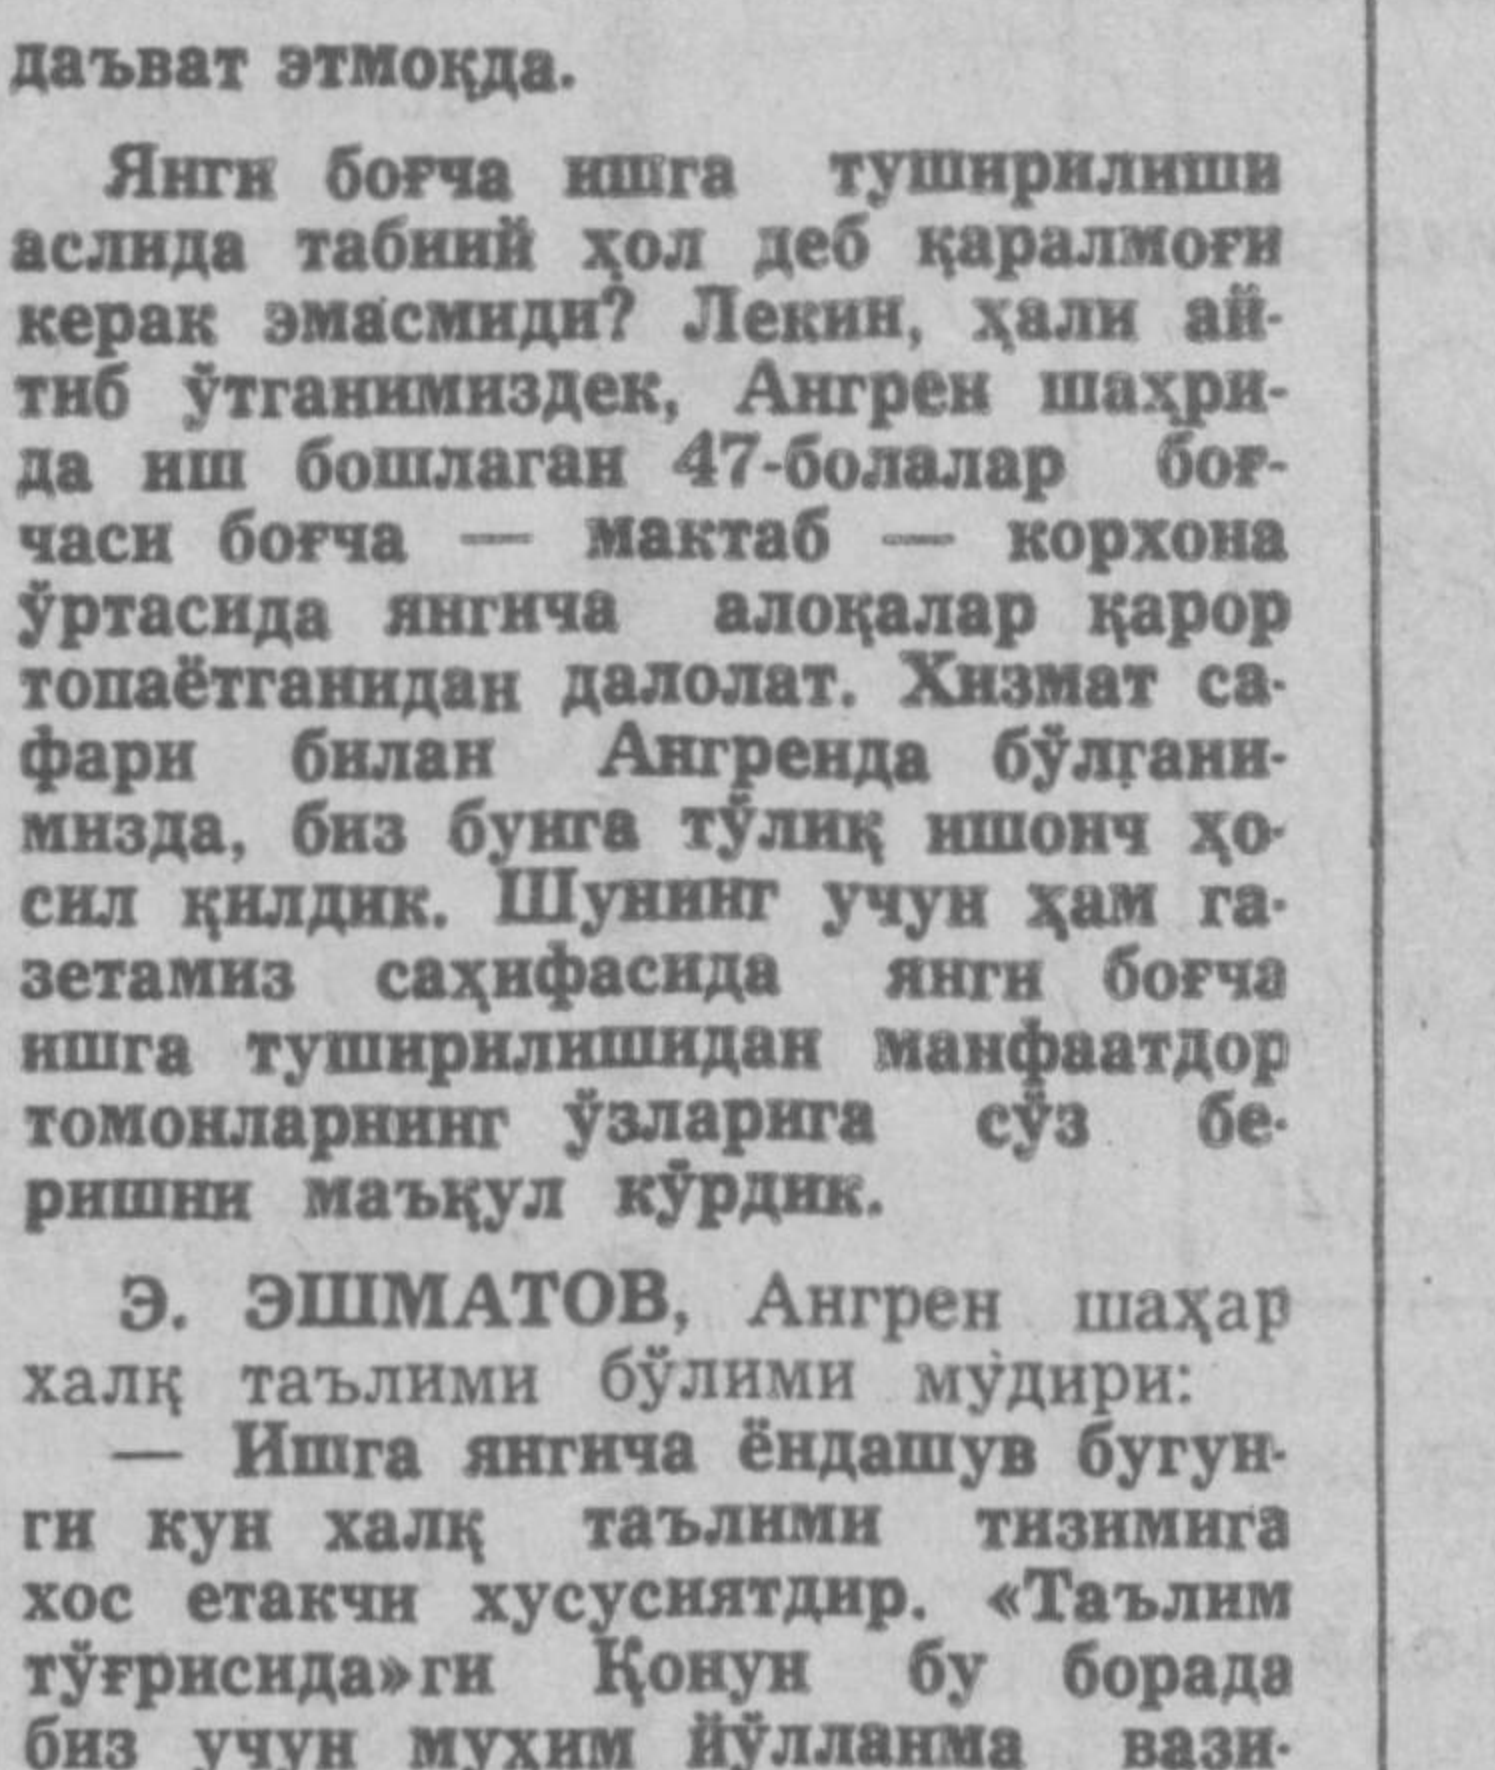 даъват этмоқда.
Янги боғча ишга туширилиши
аслида табиий ҳол деб қаралмоғи
керак эмасмиди? Лекин, ҳали ай-
тиб ўтганимиздек, Ангрен шаҳри-
да иш бошлаган 47-болалар боғ-
часи боғча — мактаб — корхона
ўртасида янгича алоқалар қарор
топаётганидан далолат. Хизмат са-
фари билан Ангренда бўлгани-
мизда, биз бунга тўлиқ ишонч ҳо-
сил қилдик. Шунинг учун ҳам га-
зетамиз саҳифасида янги боғча
ишга туширилишидан манфаатдор
томонларнинг ўзларига сўз бе-
ришни маъқул кўрдик.
Э. ЭШМАТОВ, Ангрен шаҳар
халқ таълими бўлими мудири:
— Ишга янгича ёндашув бугун-
ги кун халқ таълими тизимига
хос етакчи хусусиятдир. «Таълим
тўғрисида»ги Қонун бу борада
биз учун муҳим йўлланма вази-